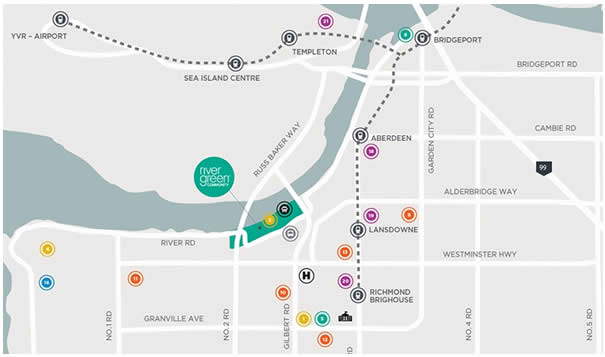 21
YVR – AIRPORT
TEMPLETON
6
BRIDGEPORT
SEA ISLAND CENTRE
BRIDGEPORT RD
RUSS BAKER WAY
ABERDEEN
GARDEN CITY RD
CAMBIE RD
18
99
river
green
COMMUNITY
ALDERBRIDGE WAY
2
19
9
LANSDOWNE
RIVER RD
4
13
WESTMINSTER HWY
H
11
20
10
RICHMOND
BRIGHOUSE
GRANVILLE AVE
1
5
12
NO. 1 RD
NO. 2 RD
GILBERT RD
NO. 4 RD
NO. 5 RD